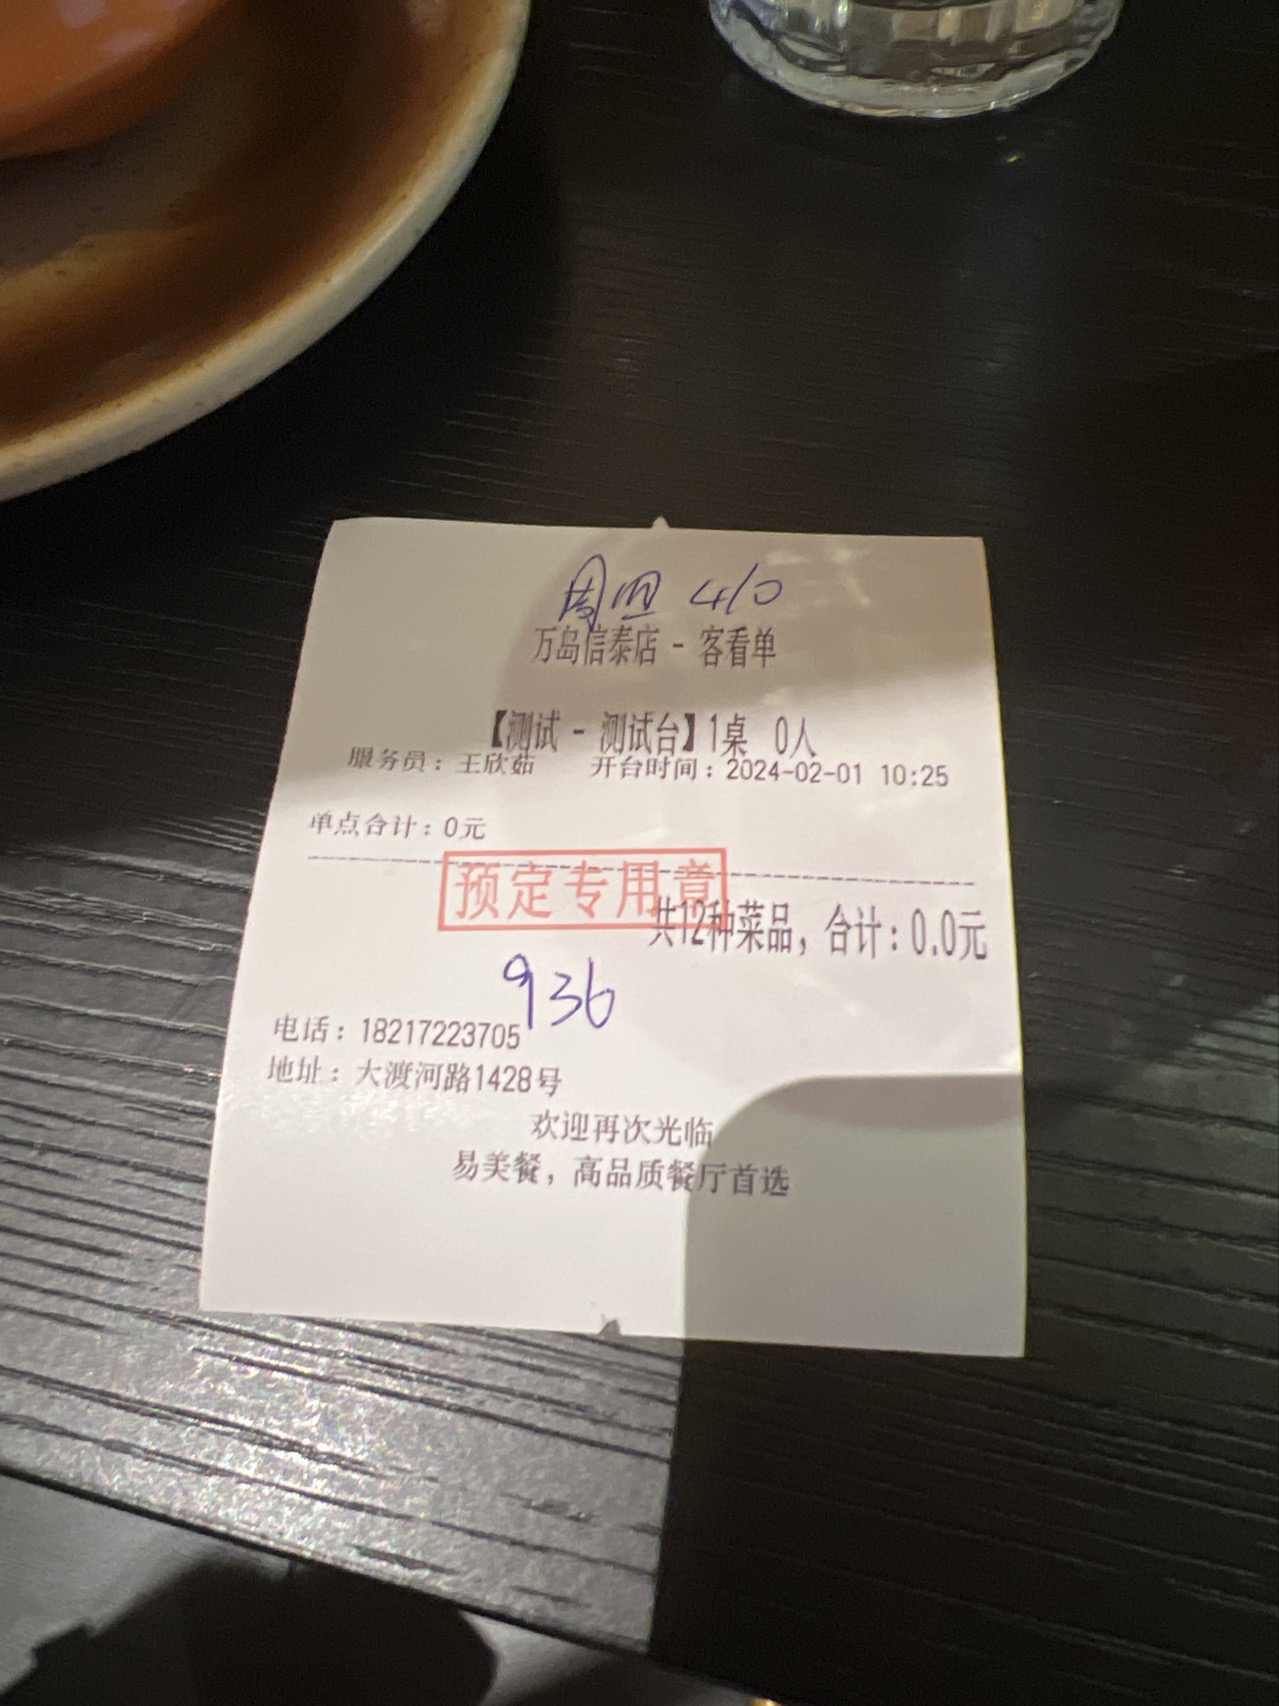 周四 4/0
万岛信泰店 - 客看单
【测试 - 测试台】1桌 0人
服务员：王欣茹 开台时间：2024-02-01 10:25
单点合计：0元
预定专用章
共12种菜品，合计：0.0元
936
电话：18217223705
地址：大渡河路1428号
欢迎再次光临
易美餐，高品质餐厅首选